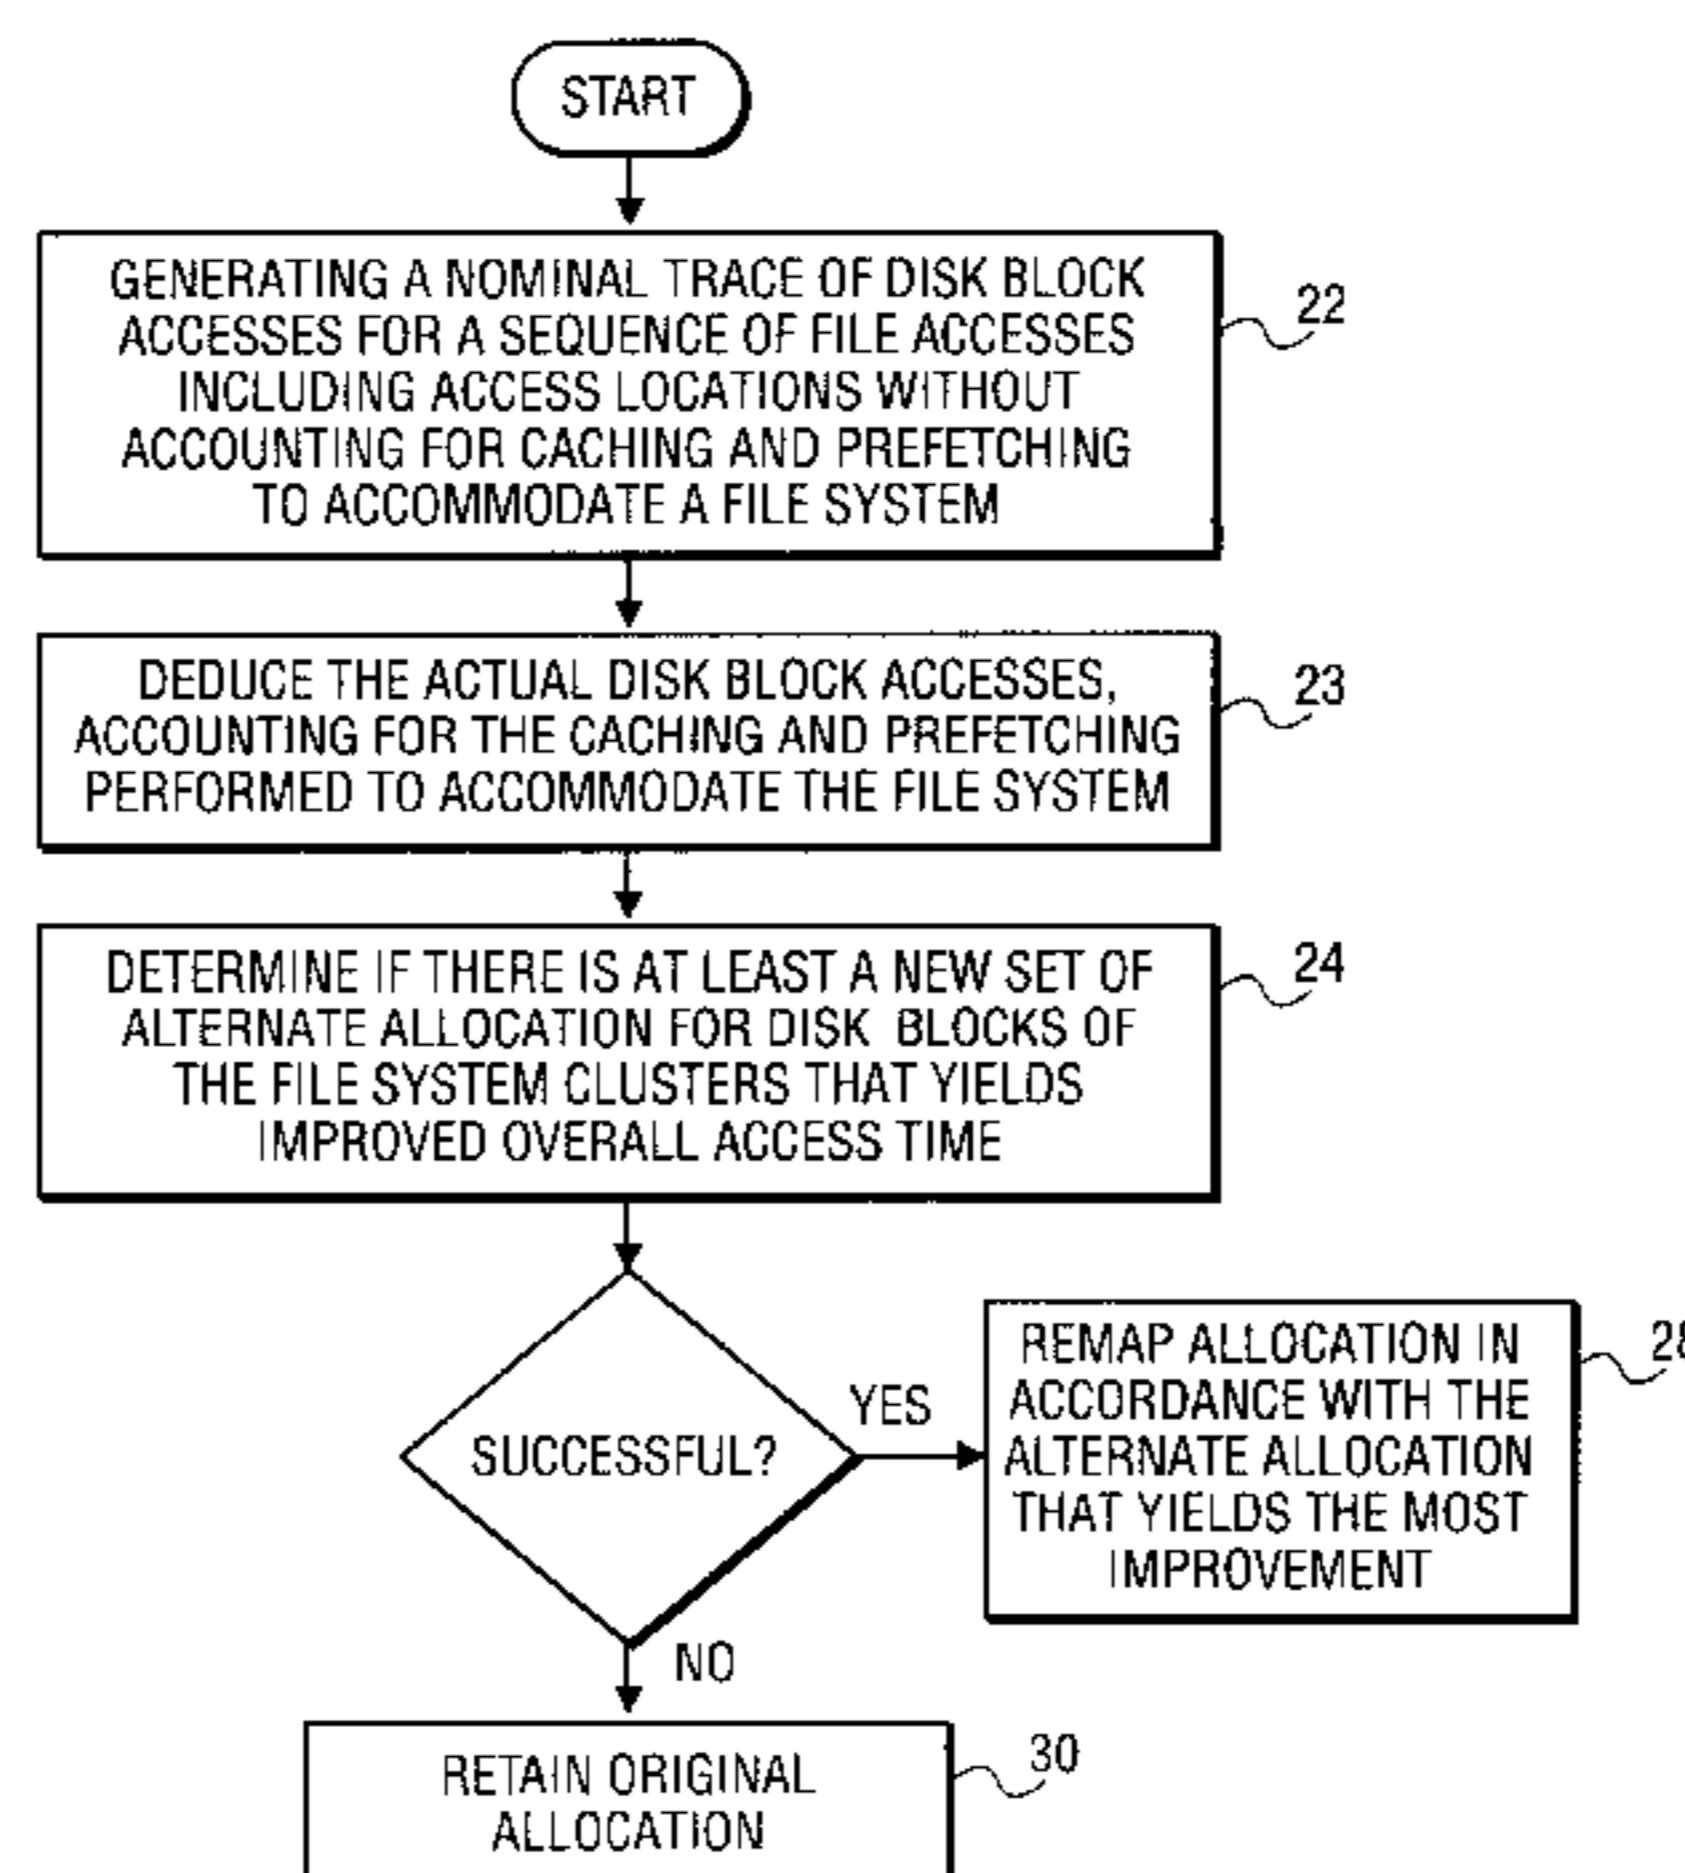 START
GENERATING A NOMINAL TRACE OF DISK BLOCK
ACCESSES FOR A SEQUENCE OF FILE ACCESSES
INCLUDING ACCESS LOCATIONS WITHOUT
ACCOUNTING FOR CACHING AND PREFETCHING
TO ACCOMMODATE A FILE SYSTEM
22
DEDUCE THE ACTUAL DISK BLOCK ACCESSES,
ACCOUNTING FOR THE CACHING AND PREFETCHING
PERFORMED TO ACCOMMODATE THE FILE SYSTEM
23
DETERMINE IF THERE IS AT LEAST A NEW SET OF
ALTERNATE ALLOCATION FOR DISK BLOCKS OF
THE FILE SYSTEM CLUSTERS THAT YIELDS
IMPROVED OVERALL ACCESS TIME
24
SUCCESSFUL?
YES
REMAP ALLOCATION IN
ACCORDANCE WITH THE
ALTERNATE ALLOCATION
THAT YIELDS THE MOST
IMPROVEMENT
NO
RETAIN ORIGINAL
ALLOCATION
30